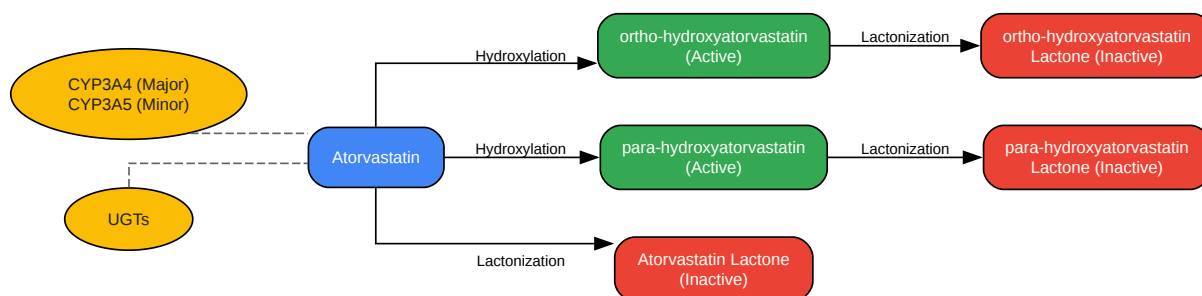 CYP3A4 (Major)
CYP3A5 (Minor)
UGTs
Atorvastatin
Hydroxylation
ortho-hydroxyatorvastatin
(Active)
Lactonization
ortho-hydroxyatorvastatin
Lactone (Inactive)
Hydroxylation
para-hydroxyatorvastatin
(Active)
Lactonization
para-hydroxyatorvastatin
Lactone (Inactive)
Lactonization
Atorvastatin Lactone
(Inactive)